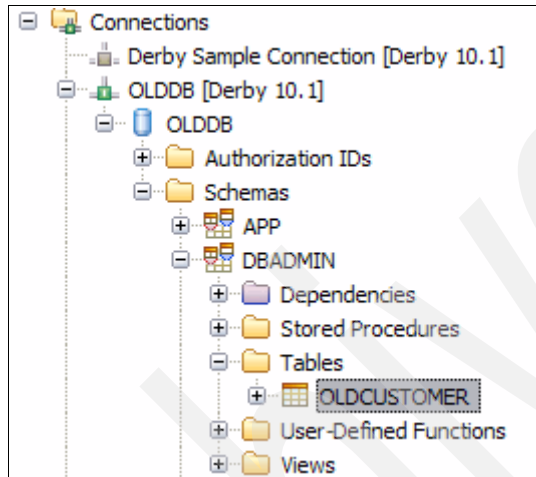 Connections
Derby Sample Connection [Derby 10.1]
OLDDB [Derby 10.1]
OLDDB
Authorization IDs
Schemas
APP
DBADMIN
Dependencies
Stored Procedures
Tables
OLDCUSTOMER
User-Defined Functions
Views